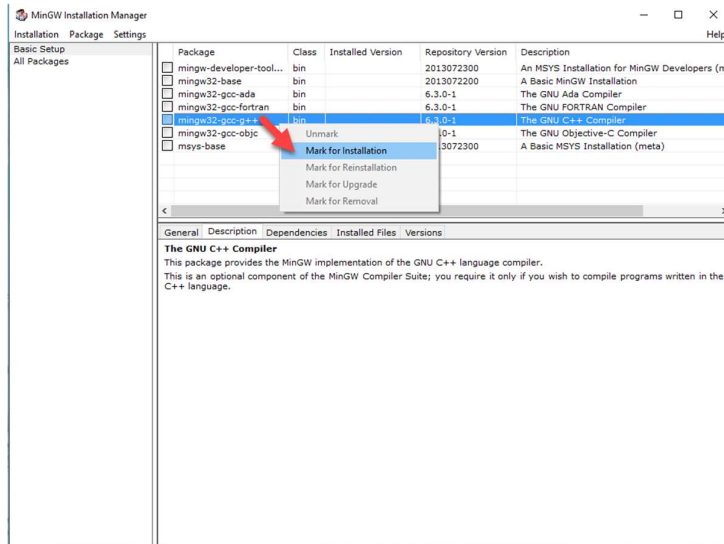 MinGW Installation Manager
Installation Package Settings Help
Basic Setup
All Packages
Package Class Installed Version Repository Version Description
mingw-developer-tool... bin 2013072300 An MSYS Installation for MinGW Developers (m
mingw32-base bin 2013072200 A Basic MinGW Installation
mingw32-gcc-ada bin 6.3.0-1 The GNU Ada Compiler
mingw32-gcc-fortran bin 6.3.0-1 The GNU FORTRAN Compiler
mingw32-gcc-g++ bin 6.3.0-1 The GNU C++ Compiler
mingw32-gcc-objc .0-1 The GNU Objective-C Compiler
msys-base 3072300 A Basic MSYS Installation (meta)
Unmark
Mark for Installation
Mark for Reinstallation
Mark for Upgrade
Mark for Removal
General Description Dependencies Installed Files Versions
The GNU C++ Compiler
This package provides the MinGW implementation of the GNU C++ language compiler.
This is an optional component of the MinGW Compiler Suite; you require it only if you wish to compile programs written in the
C++ language.